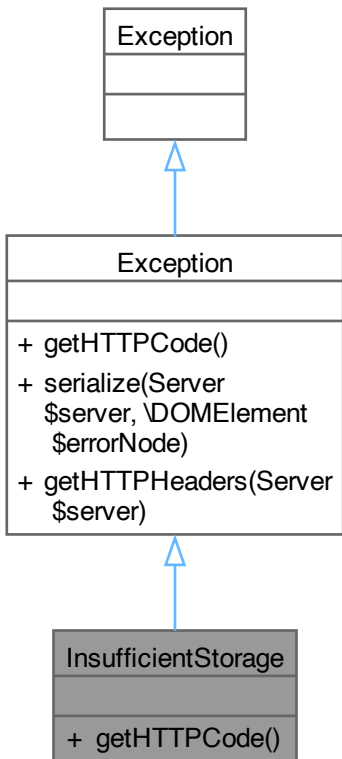 Exception
Exception
+ getHTTPCode()
+ serialize(Server
$server, \DOMElement
$errorNode)
+ getHTTPHeaders(Server
$server)
InsufficientStorage
+ getHTTPCode()